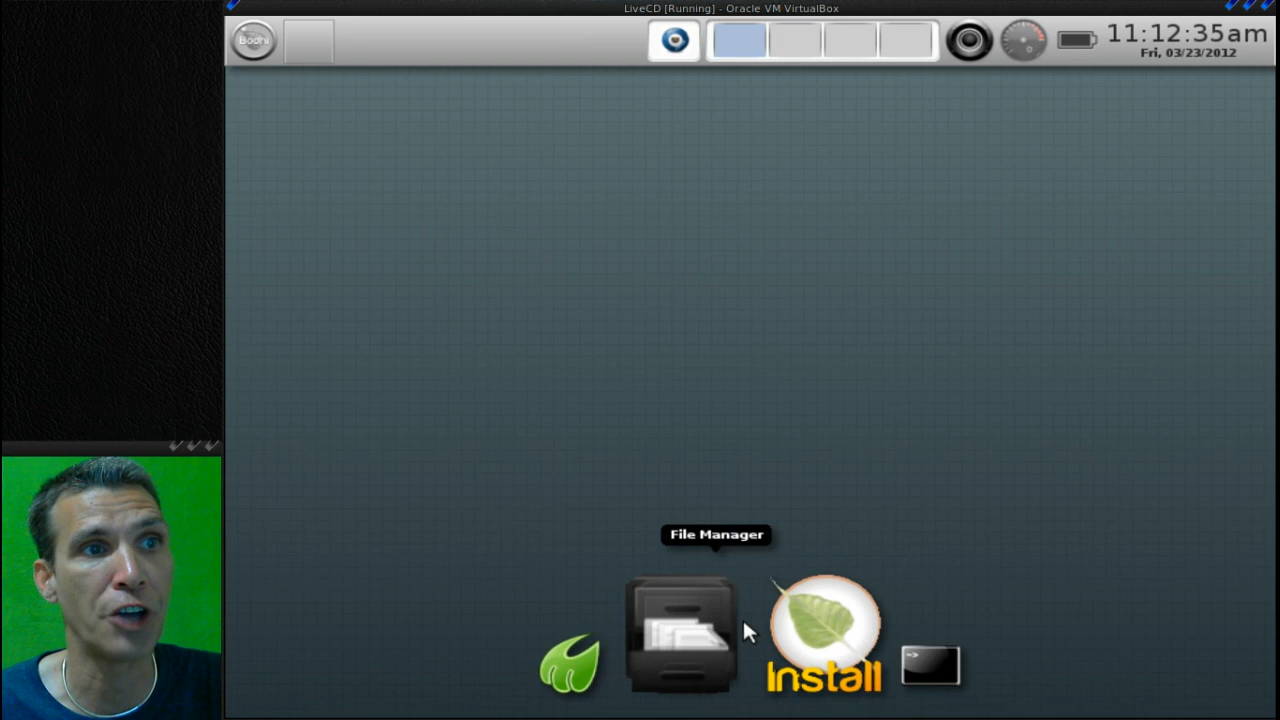 LiveCD [Running] - Oracle VM VirtualBox
Bodhi
11:12:35am
Fri, 03/23/2012
File Manager
Install